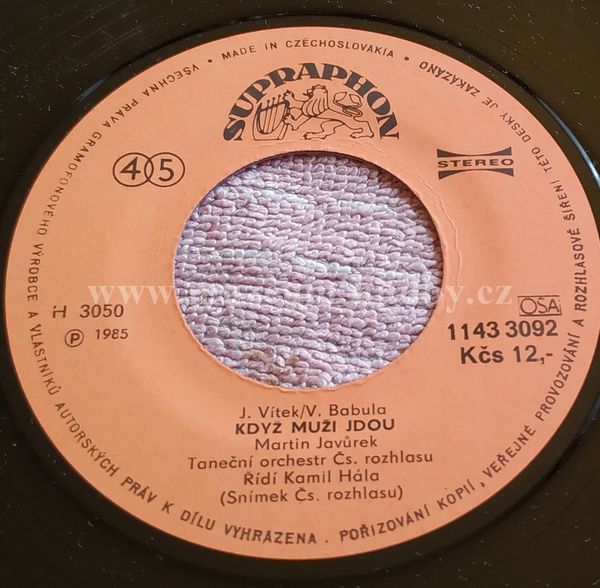 VŠECHNA PRÁVA GRAMOFONOVÉHO VÝROBCE A VLASTNÍKŮ AUTORSKÝCH PRÁV K DÍLU VYHRAZENA. POŘIZOVÁNÍ KOPIÍ, VEŘEJNÉ PROVOZOVÁNÍ A ROZHLASOVÉ ŠÍŘENÍ TÉTO DESKY JE ZAKÁZÁNO
• MADE IN CZECHOSLOVAKIA •
SUPRAPHON
45
STEREO
H 3050
Ⓟ 1985
OSA
1143 3092
Kčs 12,-
J. Vítek/V. Babula
KDYŽ MUŽI JDOU
Martin Javůrek
Taneční orchestr Čs. rozhlasu
Řídí Kamil Hála
(Snímek Čs. rozhlasu)